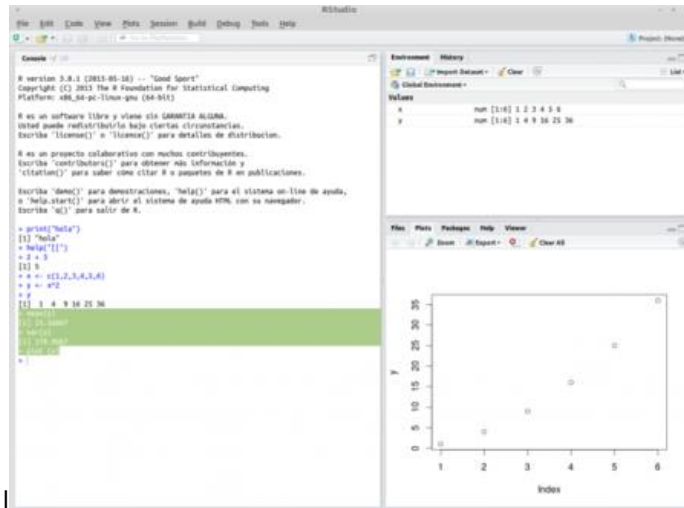 RStudio
File Edit Code View Plots Session Build Debug Tools Help
Project: (None)
Console
R version 3.0.1 (2013-05-16) -- "Good Sport"
Copyright (C) 2013 The R Foundation for Statistical Computing
Platform: x86_64-pc-linux-gnu (64-bit)
R es un software libre y viene sin GARANTIA ALGUNA.
Usted puede redistribuirlo bajo ciertas circunstancias.
Escriba 'license()' o 'licence()' para detalles de distribucion.
R es un proyecto colaborativo con muchos contribuyentes.
Escriba 'contributors()' para obtener más información y
'citation()' para saber cómo citar R o paquetes de R en publicaciones.
Escriba 'demo()' para demostraciones, 'help()' para el sistema on-line de ayuda,
o 'help.start()' para abrir el sistema de ayuda HTML con su navegador.
Escriba 'q()' para salir de R.
> print("hola")
[1] "hola"
> help("[[")
> 2 + 3
[1] 5
> x <- c(1,2,3,4,5,6)
> y <- x^2
> y
[1] 1 4 9 16 25 36
> mean(y)
[1] 15.16667
> var(y)
> plot (y)
>
Environment History
Import Dataset Clear List
Global Environment
Values
x num [1:6] 1 2 3 4 5 6
y num [1:6] 1 4 9 16 25 36
Files Plots Packages Help Viewer
Zoom Export Clear All
35
30
25
20
15
10
5
0
y
1 2 3 4 5 6
Index